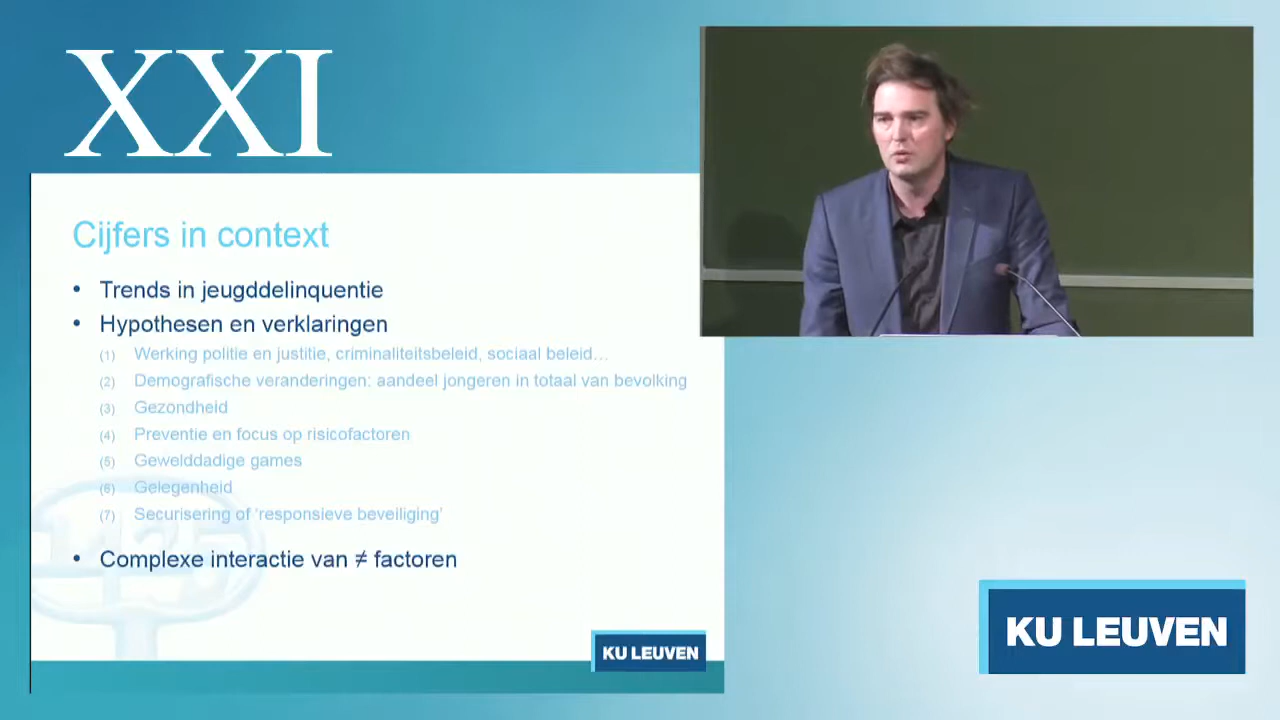 XXI
Cijfers in context
• Trends in jeugddelinquentie
• Hypothesen en verklaringen
(1) Werking politie en justitie, criminaliteitsbeleid, sociaal beleid…
(2) Demografische veranderingen: aandeel jongeren in totaal van bevolking
(3) Gezondheid
(4) Preventie en focus op risicofactoren
(5) Gewelddadige games
(6) Gelegenheid
(7) Securisering of ‘responsieve beveiliging’
• Complexe interactie van ≠ factoren
KU LEUVEN
KU LEUVEN